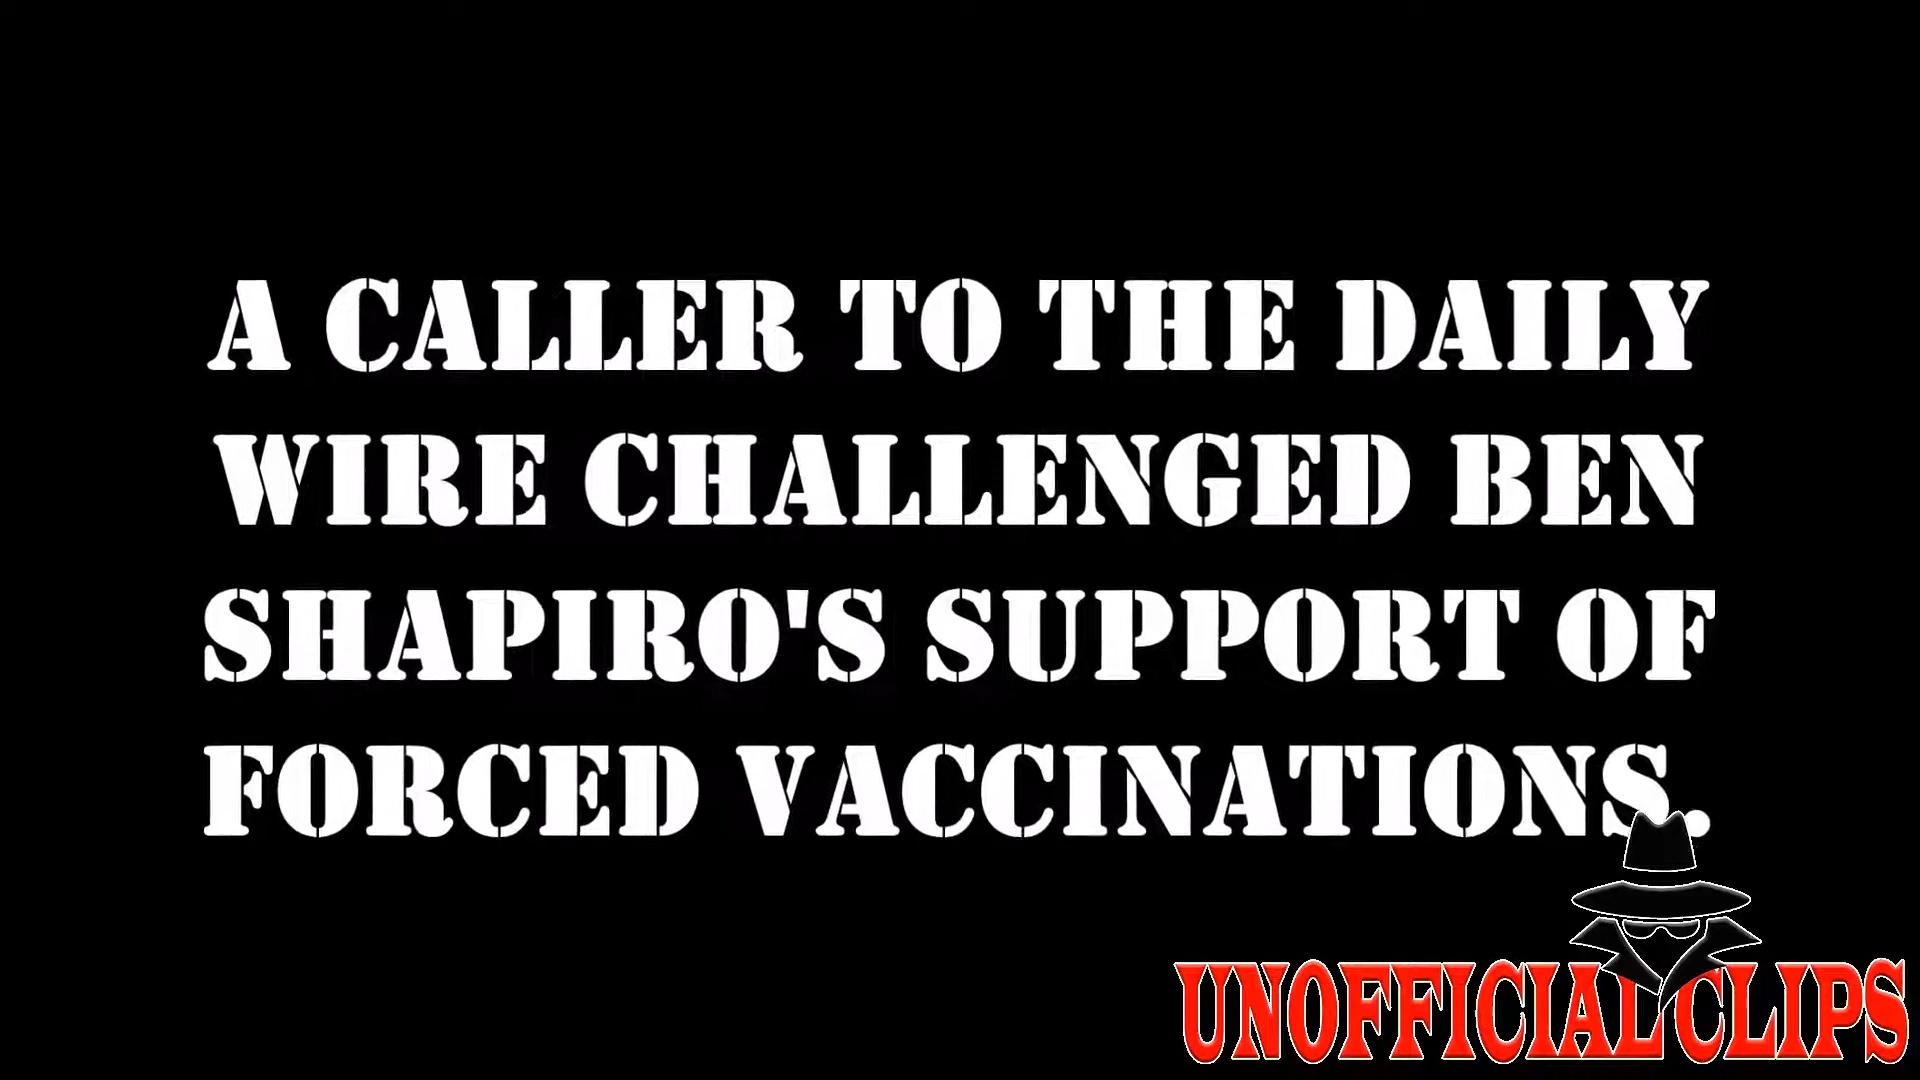 A CALLER TO THE DAILY
WIRE CHALLENGED BEN
SHAPIRO'S SUPPORT OF
FORCED VACCINATIONS.
UNOFFICIAL CLIPS